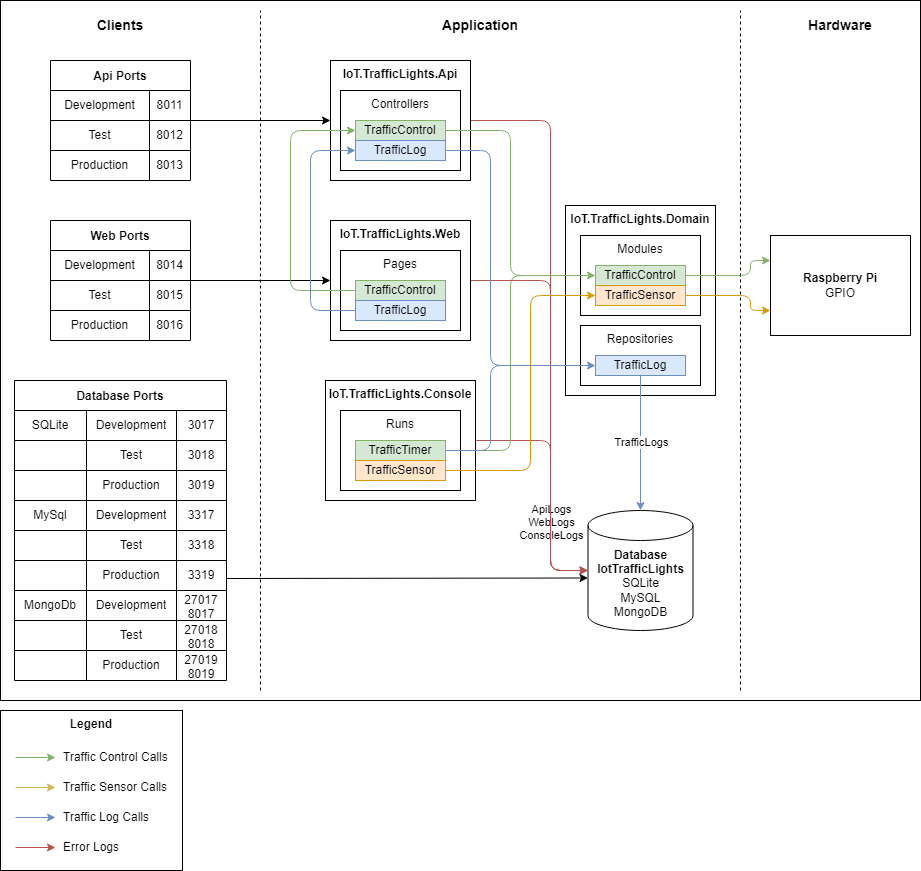 Clients
Application
Hardware
Api Ports
Development 8011
Test 8012
Production 8013
Web Ports
Development 8014
Test 8015
Production 8016
Database Ports
SQLite Development 3017
Test 3018
Production 3019
MySql Development 3317
Test 3318
Production 3319
MongoDb Development 27017
8017
Test 27018
8018
Production 27019
8019
IoT.TrafficLights.Api
Controllers
TrafficControl
TrafficLog
IoT.TrafficLights.Web
Pages
TrafficControl
TrafficLog
IoT.TrafficLights.Console
Runs
TrafficTimer
TrafficSensor
IoT.TrafficLights.Domain
Modules
TrafficControl
TrafficSensor
Repositories
TrafficLog
TrafficLogs
ApiLogs
WebLogs
ConsoleLogs
Database
IotTrafficLights
SQLite
MySQL
MongoDB
Raspberry Pi
GPIO
Legend
Traffic Control Calls
Traffic Sensor Calls
Traffic Log Calls
Error Logs